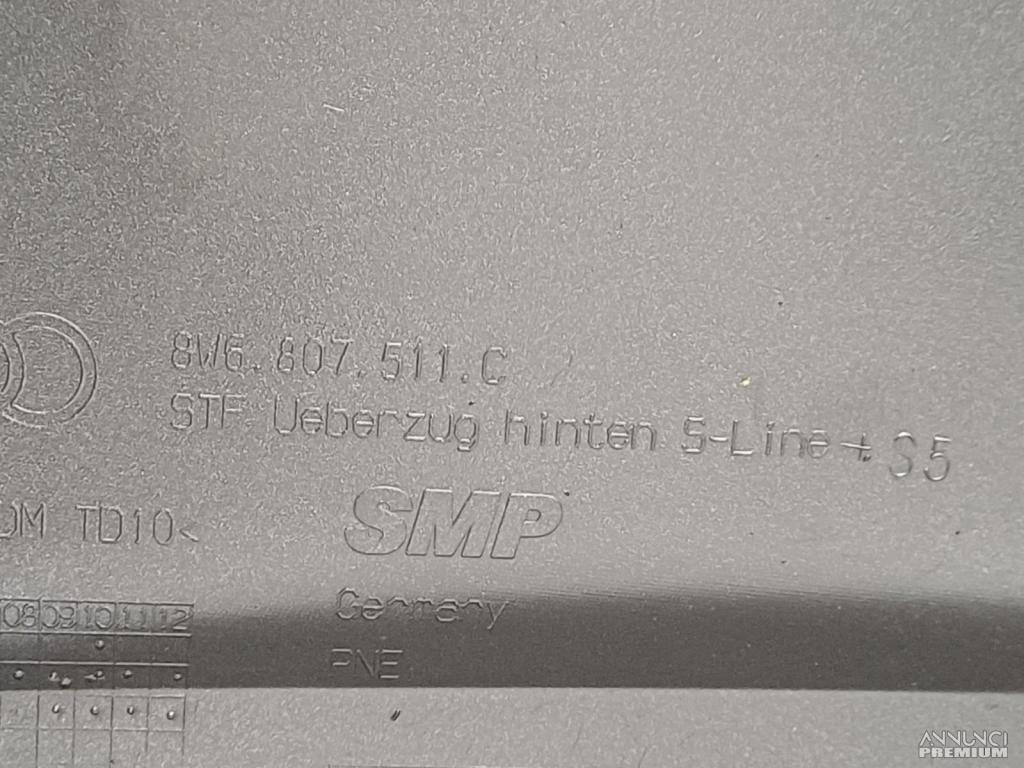 8W6.807.511.C
STF Ueberzug hinten S-Line+ S5
TD10<
SMP
Germany
PNE
08 09 10 11 12
ANNUNCI
PREMIUM